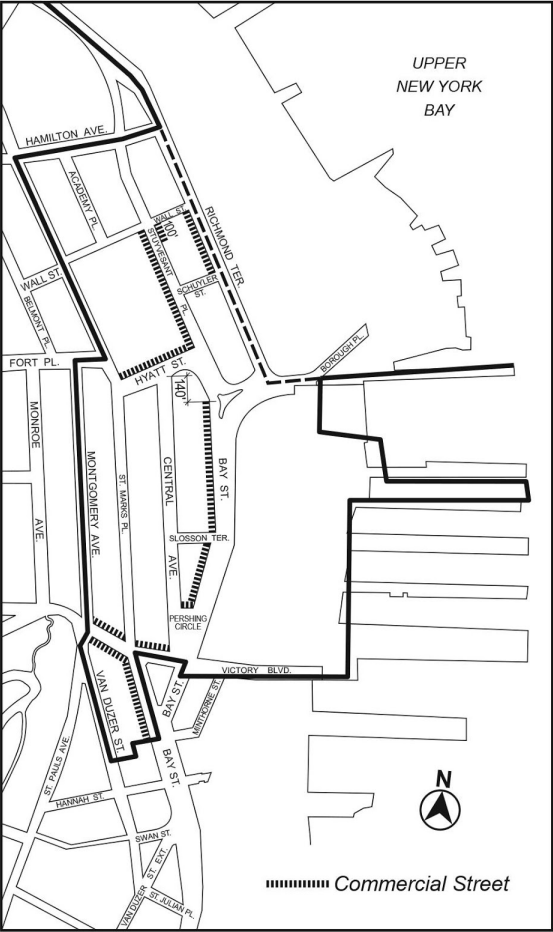 UPPER
NEW YORK
BAY
HAMILTON AVE.
ACADEMY PL.
WALL ST.
100'
RICHMOND TER.
STUYVESANT
PL.
SCHUYLER
ST.
WALL ST.
BELMONT PL.
FORT PL.
HYATT ST.
140'
BOROUGH PL.
MONROE
AVE.
MONTGOMERY AVE.
ST. MARKS PL.
CENTRAL
AVE.
BAY ST.
SLOSSON TER.
PERSHING
CIRCLE
VICTORY BLVD.
BAY ST.
MINTHORNE ST.
VAN DUZER ST.
BAY ST.
ST. PAULS AVE.
HANNAH ST.
SWAN ST.
VAN DUZER
ST. EXT.
ST. JULIAN PL.
N
Commercial Street